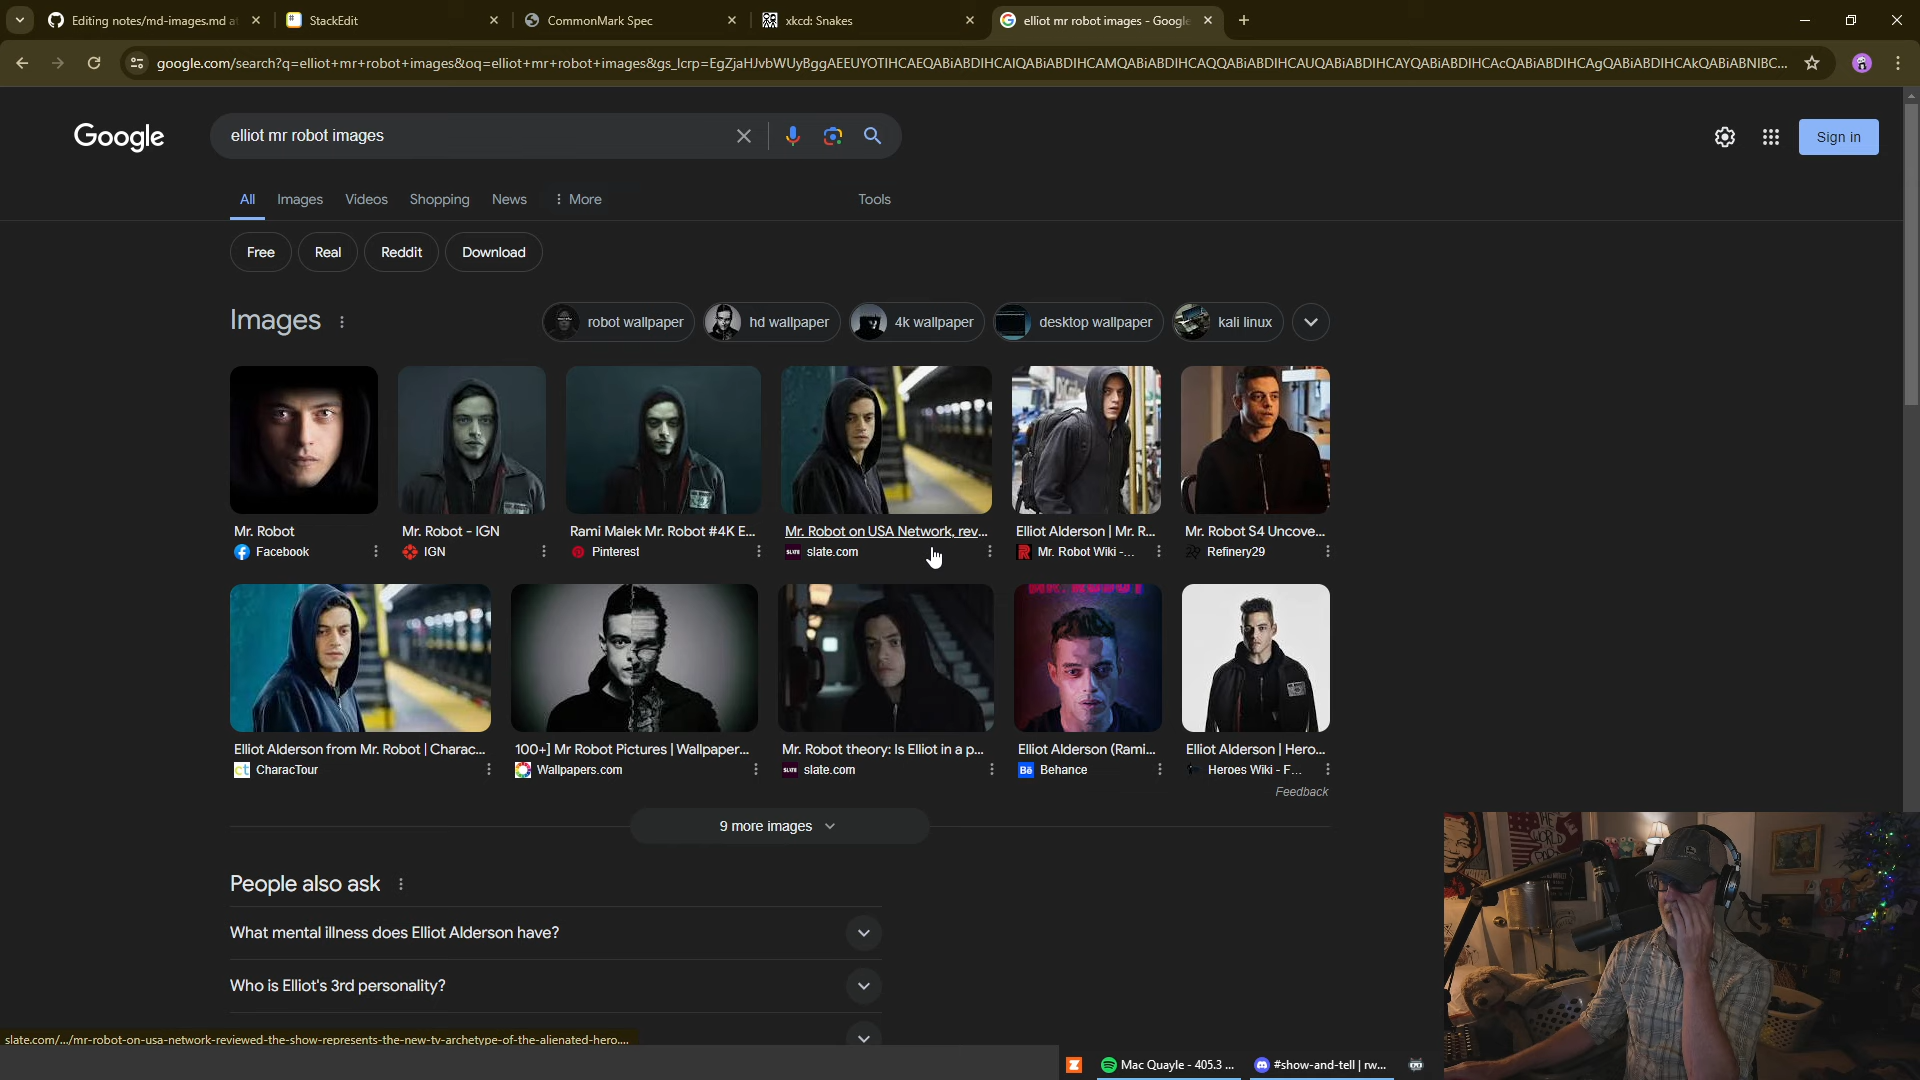 Editing notes/md-images.md at
StackEdit
CommonMark Spec
xkcd: Snakes
elliot mr robot images - Google
google.com/search?q=elliot+mr+robot+images&oq=elliot+mr+robot+images&gs_lcrp=EgZjaHJvbWUyBggAEEUYOTIHCAEQABiABDIHCAIQABiABDIHCAMQABiABDIHCAQQABiABDIHCAUQABiABDIHCAYQABiABDIHCAcQABiABDIHCAgQABiABDIHCAkQABiABNIBC...
Google
elliot mr robot images
Sign in
All Images Videos Shopping News More Tools
Free Real Reddit Download
Images
robot wallpaper hd wallpaper 4k wallpaper desktop wallpaper kali linux
Mr. Robot
Facebook
Mr. Robot - IGN
IGN
Rami Malek Mr. Robot #4K E...
Pinterest
Mr. Robot on USA Network, rev...
SLATE slate.com
Elliot Alderson | Mr. R...
Mr. Robot Wiki -...
Mr. Robot S4 Uncove...
Refinery29
Elliot Alderson from Mr. Robot | Charac...
ct CharacTour
100+] Mr Robot Pictures | Wallpaper...
Wallpapers.com
Mr. Robot theory: Is Elliot in a p...
SLATE slate.com
Elliot Alderson (Rami...
Bē Behance
Elliot Alderson | Hero...
Heroes Wiki - F...
Feedback
9 more images
People also ask
What mental illness does Elliot Alderson have?
Who is Elliot's 3rd personality?
slate.com/.../mr-robot-on-usa-network-reviewed-the-show-represents-the-new-tv-archetype-of-the-alienated-hero....
Mac Quayle - 405.3 ...
#show-and-tell | rw...